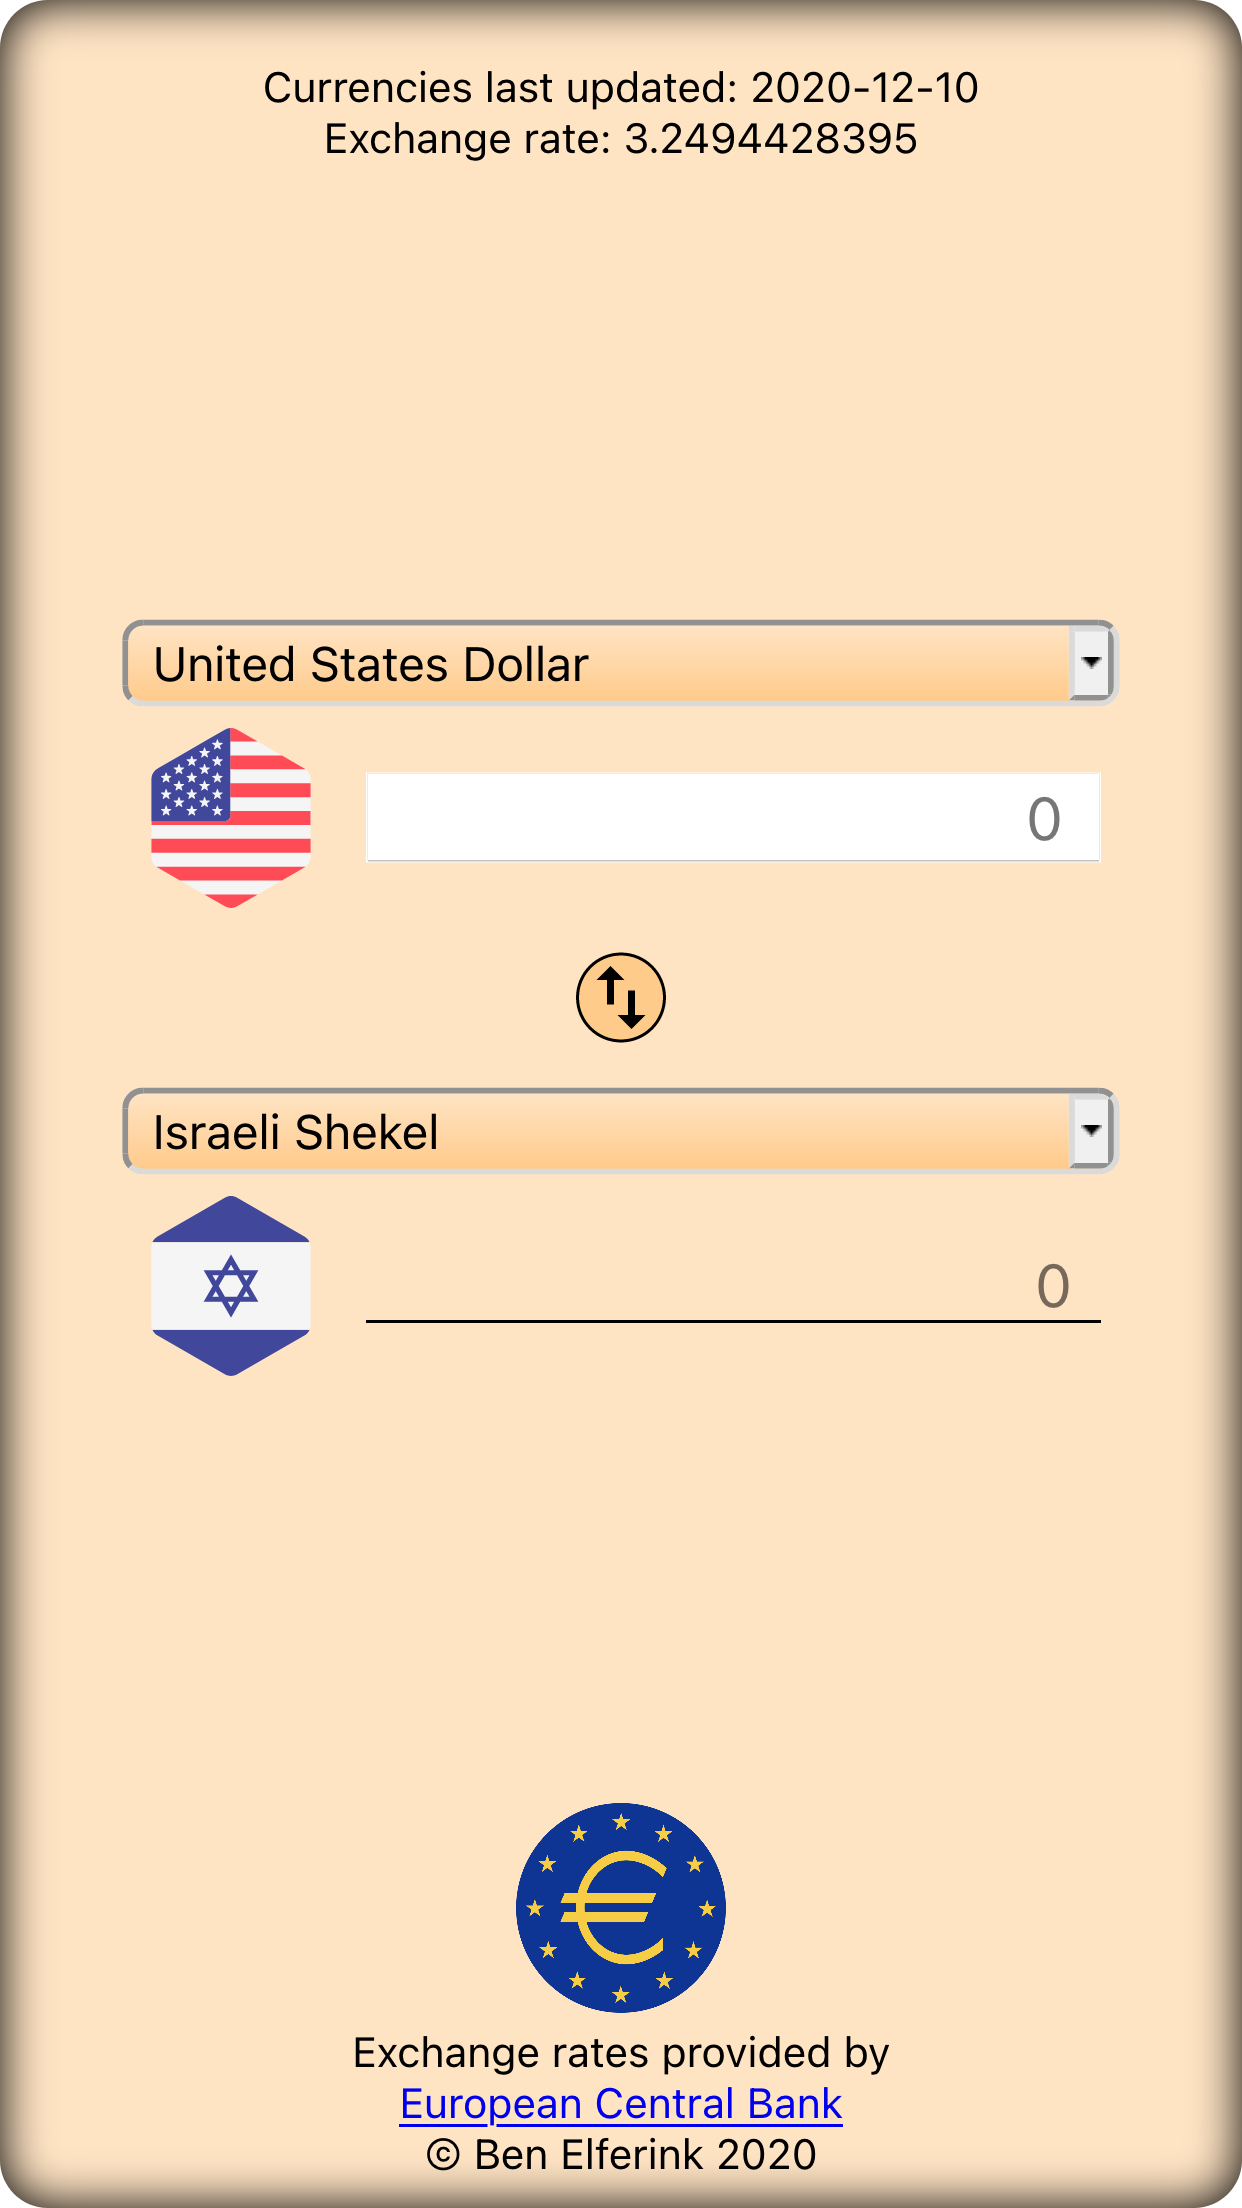 Currencies last updated: 2020-12-10
Exchange rate: 3.2494428395
United States Dollar
0
Israeli Shekel
0
Exchange rates provided by
European Central Bank
© Ben Elferink 2020